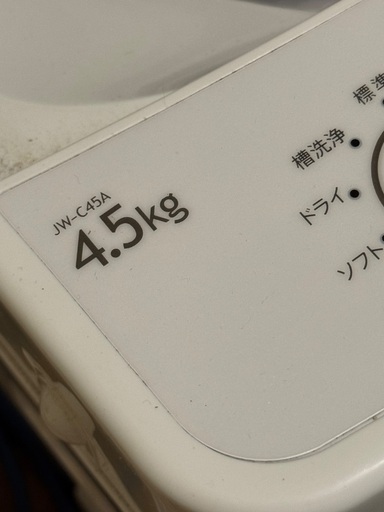 JW-C45A
4.5kg
標準
槽洗浄
ドライ
ソフト